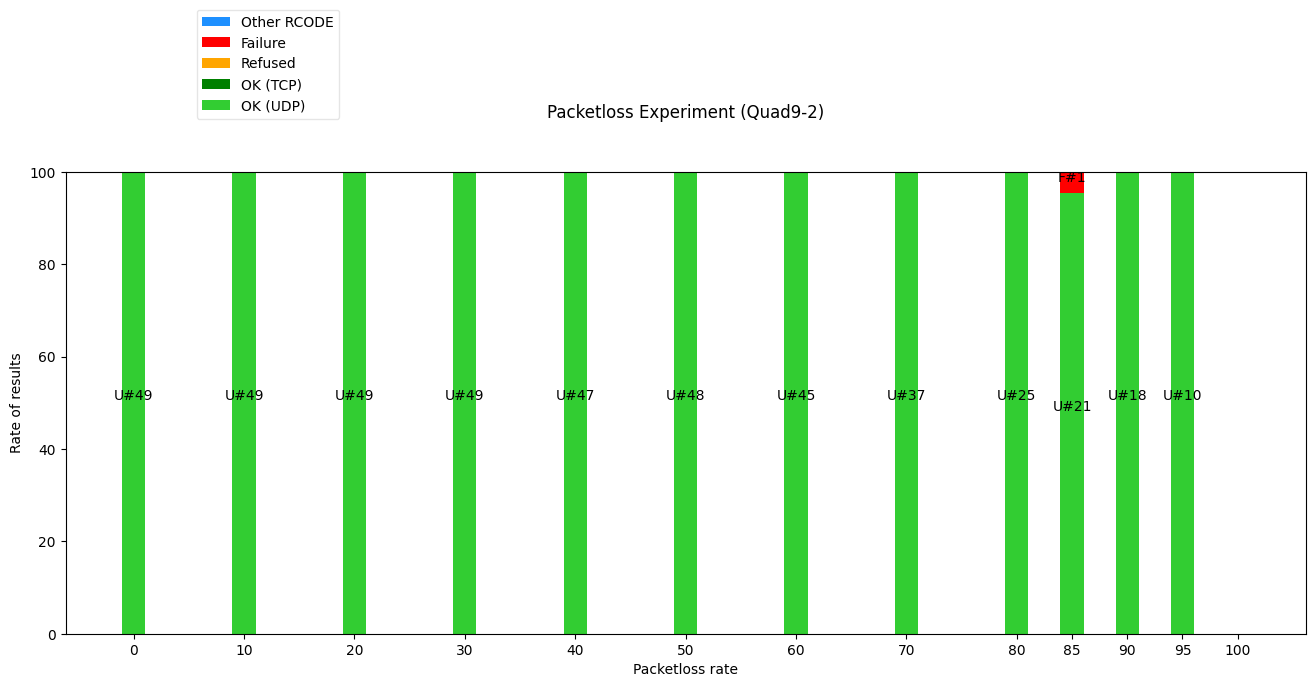 Other RCODE
Failure
Refused
OK (TCP)
OK (UDP)
Packetloss Experiment (Quad9-2)
100
80
60
40
20
0
Rate of results
F#1
U#49
U#49
U#49
U#49
U#47
U#48
U#45
U#37
U#25
U#21
U#18
U#10
0
10
20
30
40
50
60
70
80
85
90
95
100
Packetloss rate